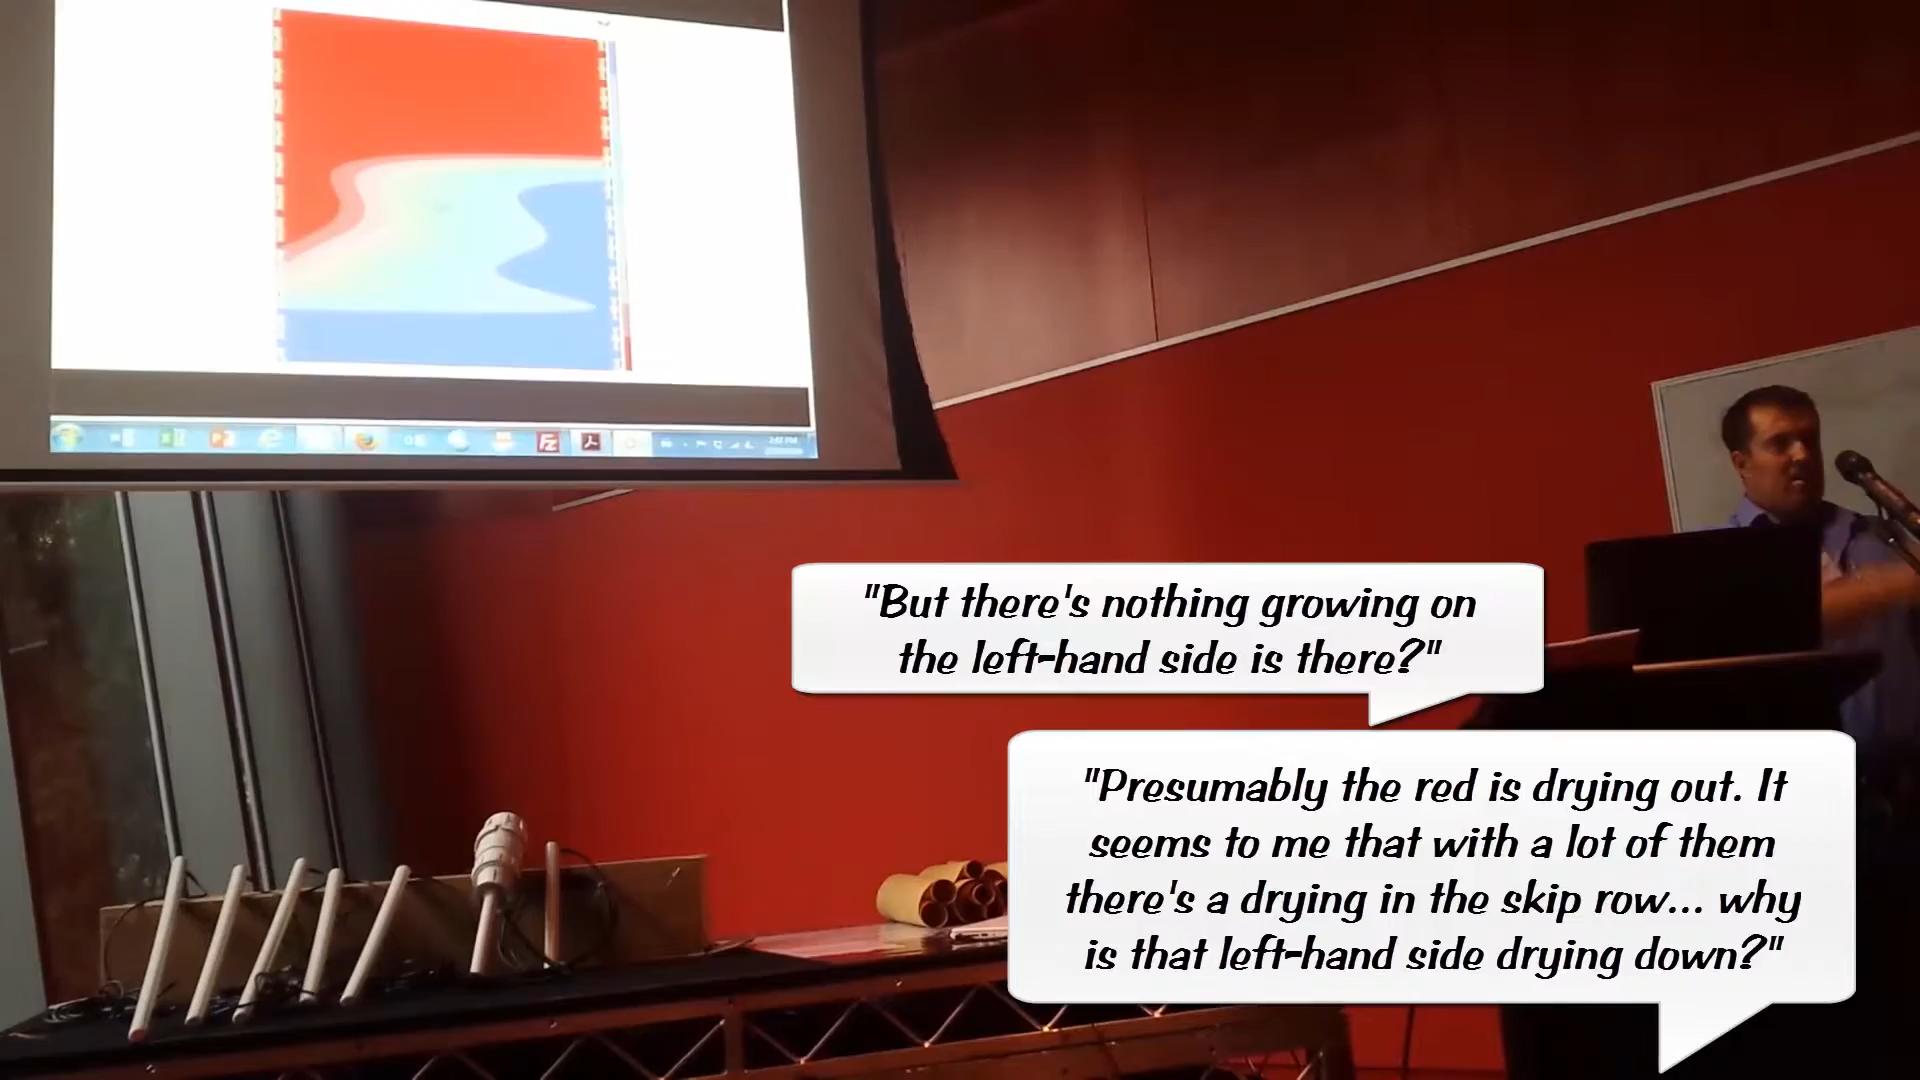 "But there's nothing growing on
the left-hand side is there?"
"Presumably the red is drying out. It
seems to me that with a lot of them
there's a drying in the skip row... why
is that left-hand side drying down?"